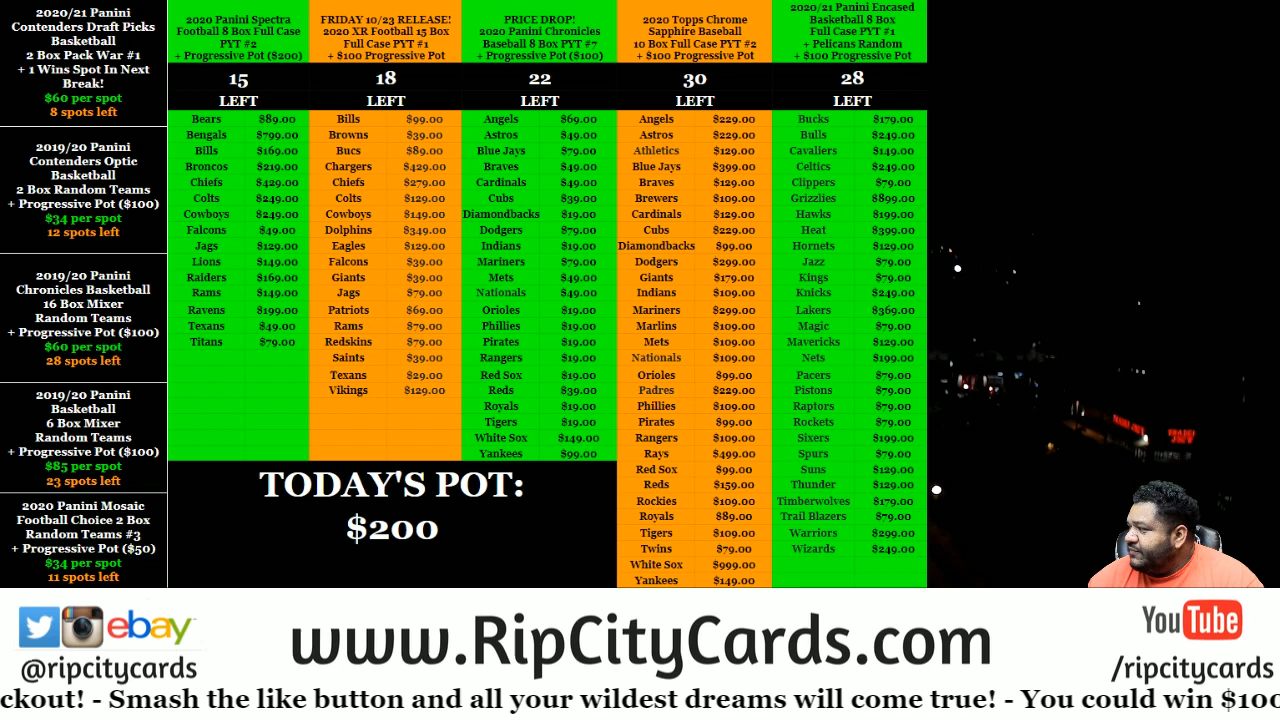 2020/21 Panini
Contenders Draft Picks
Basketball
2 Box Pack War #1
+ 1 Wins Spot In Next
Break!
$60 per spot
8 spots left
2019/20 Panini
Contenders Optic
Basketball
2 Box Random Teams
+ Progressive Pot ($100)
$34 per spot
12 spots left
2019/20 Panini
Chronicles Basketball
16 Box Mixer
Random Teams
+ Progressive Pot ($100)
$60 per spot
28 spots left
2019/20 Panini
Basketball
6 Box Mixer
Random Teams
+ Progressive Pot ($100)
$85 per spot
23 spots left
2020 Panini Mosaic
Football Choice 2 Box
Random Teams #3
+ Progressive Pot ($50)
$34 per spot
11 spots left
2020 Panini Spectra
Football 8 Box Full Case
PYT #2
+ Progressive Pot ($200)
15
LEFT
Bears $89.00
Bengals $799.00
Bills $169.00
Broncos $219.00
Chiefs $429.00
Colts $249.00
Cowboys $249.00
Falcons $49.00
Jags $129.00
Lions $149.00
Raiders $169.00
Rams $149.00
Ravens $199.00
Texans $49.00
Titans $79.00
FRIDAY 10/23 RELEASE!
2020 XR Football 15 Box
Full Case PYT #1
+ $100 Progressive Pot
18
LEFT
Bills $99.00
Browns $39.00
Bucs $89.00
Chargers $429.00
Chiefs $279.00
Colts $129.00
Cowboys $149.00
Dolphins $349.00
Eagles $129.00
Falcons $39.00
Giants $39.00
Jags $79.00
Patriots $69.00
Rams $79.00
Redskins $79.00
Saints $39.00
Texans $29.00
Vikings $129.00
PRICE DROP!
2020 Panini Chronicles
Baseball 8 Box PYT #7
+ Progressive Pot ($100)
22
LEFT
Angels $69.00
Astros $49.00
Blue Jays $79.00
Braves $49.00
Cardinals $49.00
Cubs $39.00
Diamondbacks $19.00
Dodgers $79.00
Indians $19.00
Mariners $79.00
Mets $49.00
Nationals $49.00
Orioles $19.00
Phillies $19.00
Pirates $19.00
Rangers $19.00
Red Sox $19.00
Reds $39.00
Royals $19.00
Tigers $19.00
White Sox $149.00
Yankees $99.00
2020 Topps Chrome
Sapphire Baseball
10 Box Full Case PYT #2
+ $100 Progressive Pot
30
LEFT
Angels $229.00
Astros $229.00
Athletics $129.00
Blue Jays $399.00
Braves $129.00
Brewers $109.00
Cardinals $129.00
Cubs $229.00
Diamondbacks $99.00
Dodgers $299.00
Giants $179.00
Indians $109.00
Mariners $299.00
Marlins $109.00
Mets $109.00
Nationals $109.00
Orioles $99.00
Padres $229.00
Phillies $109.00
Pirates $99.00
Rangers $109.00
Rays $499.00
Red Sox $99.00
Reds $159.00
Rockies $109.00
Royals $89.00
Tigers $109.00
Twins $79.00
White Sox $999.00
Yankees $149.00
2020/21 Panini Encased
Basketball 8 Box
Full Case PYT #1
+ Pelicans Random
+ $100 Progressive Pot
28
LEFT
Bucks $179.00
Bulls $249.00
Cavaliers $149.00
Celtics $249.00
Clippers $79.00
Grizzlies $899.00
Hawks $199.00
Heat $399.00
Hornets $129.00
Jazz $79.00
Kings $79.00
Knicks $249.00
Lakers $369.00
Magic $79.00
Mavericks $129.00
Nets $199.00
Pacers $79.00
Pistons $79.00
Raptors $79.00
Rockets $79.00
Sixers $199.00
Spurs $79.00
Suns $129.00
Thunder $129.00
Timberwolves $179.00
Trail Blazers $79.00
Warriors $299.00
Wizards $249.00
TODAY'S POT:
$200
ebay
@ripcitycards
www.RipCityCards.com
YouTube
/ripcitycards
ckout! - Smash the like button and all your wildest dreams will come true! - You could win $100